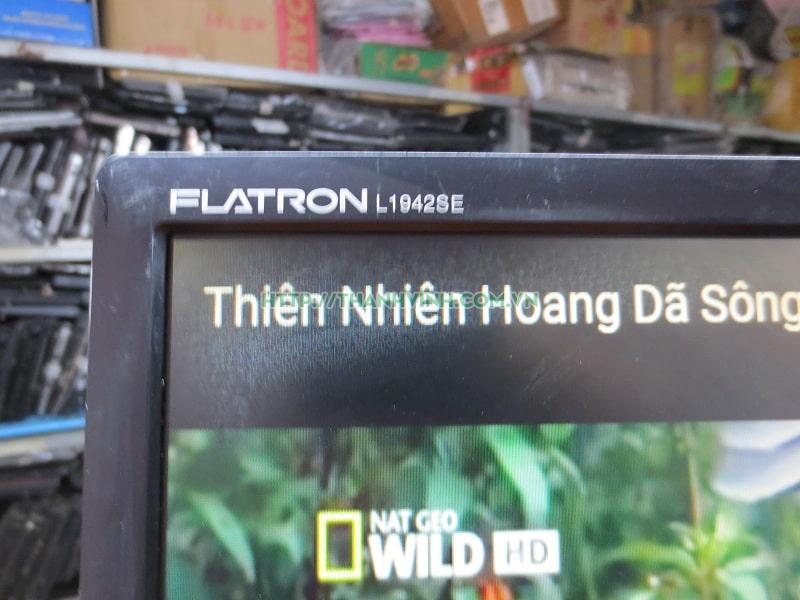 FLATRON L1942SE
Thiên Nhiên Hoang Dã Sông
HTTP://THANHVINH.COM.VN
NAT GEO
WILD HD